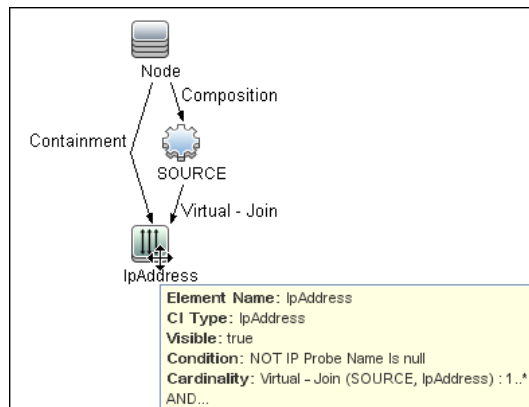 Node
Composition
Containment
SOURCE
Virtual - Join
IpAddress
Element Name: IpAddress
CI Type: IpAddress
Visible: true
Condition: NOT IP Probe Name Is null
Cardinality: Virtual - Join (SOURCE, IpAddress) : 1..*
AND...